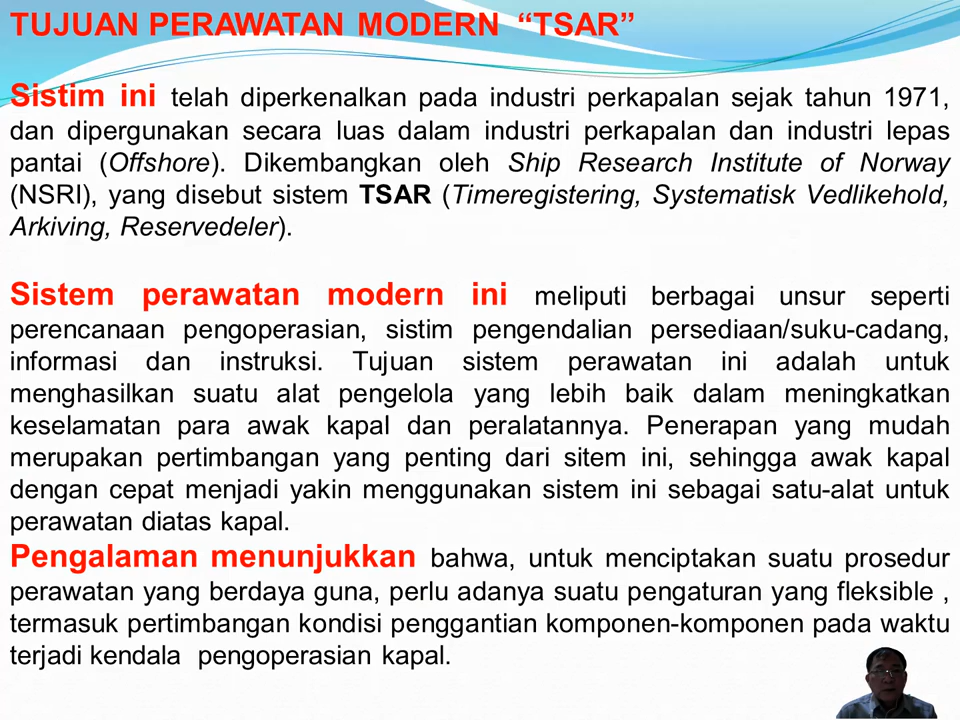 TUJUAN PERAWATAN MODERN “TSAR”
Sistim ini telah diperkenalkan pada industri perkapalan sejak tahun 1971,
dan dipergunakan secara luas dalam industri perkapalan dan industri lepas
pantai (Offshore). Dikembangkan oleh Ship Research Institute of Norway
(NSRI), yang disebut sistem TSAR (Timeregistering, Systematisk Vedlikehold,
Arkiving, Reservedeler).
Sistem perawatan modern ini meliputi berbagai unsur seperti
perencanaan pengoperasian, sistim pengendalian persediaan/suku-cadang,
informasi dan instruksi. Tujuan sistem perawatan ini adalah untuk
menghasilkan suatu alat pengelola yang lebih baik dalam meningkatkan
keselamatan para awak kapal dan peralatannya. Penerapan yang mudah
merupakan pertimbangan yang penting dari sitem ini, sehingga awak kapal
dengan cepat menjadi yakin menggunakan sistem ini sebagai satu-alat untuk
perawatan diatas kapal.
Pengalaman menunjukkan bahwa, untuk menciptakan suatu prosedur
perawatan yang berdaya guna, perlu adanya suatu pengaturan yang fleksible ,
termasuk pertimbangan kondisi penggantian komponen-komponen pada waktu
terjadi kendala pengoperasian kapal.